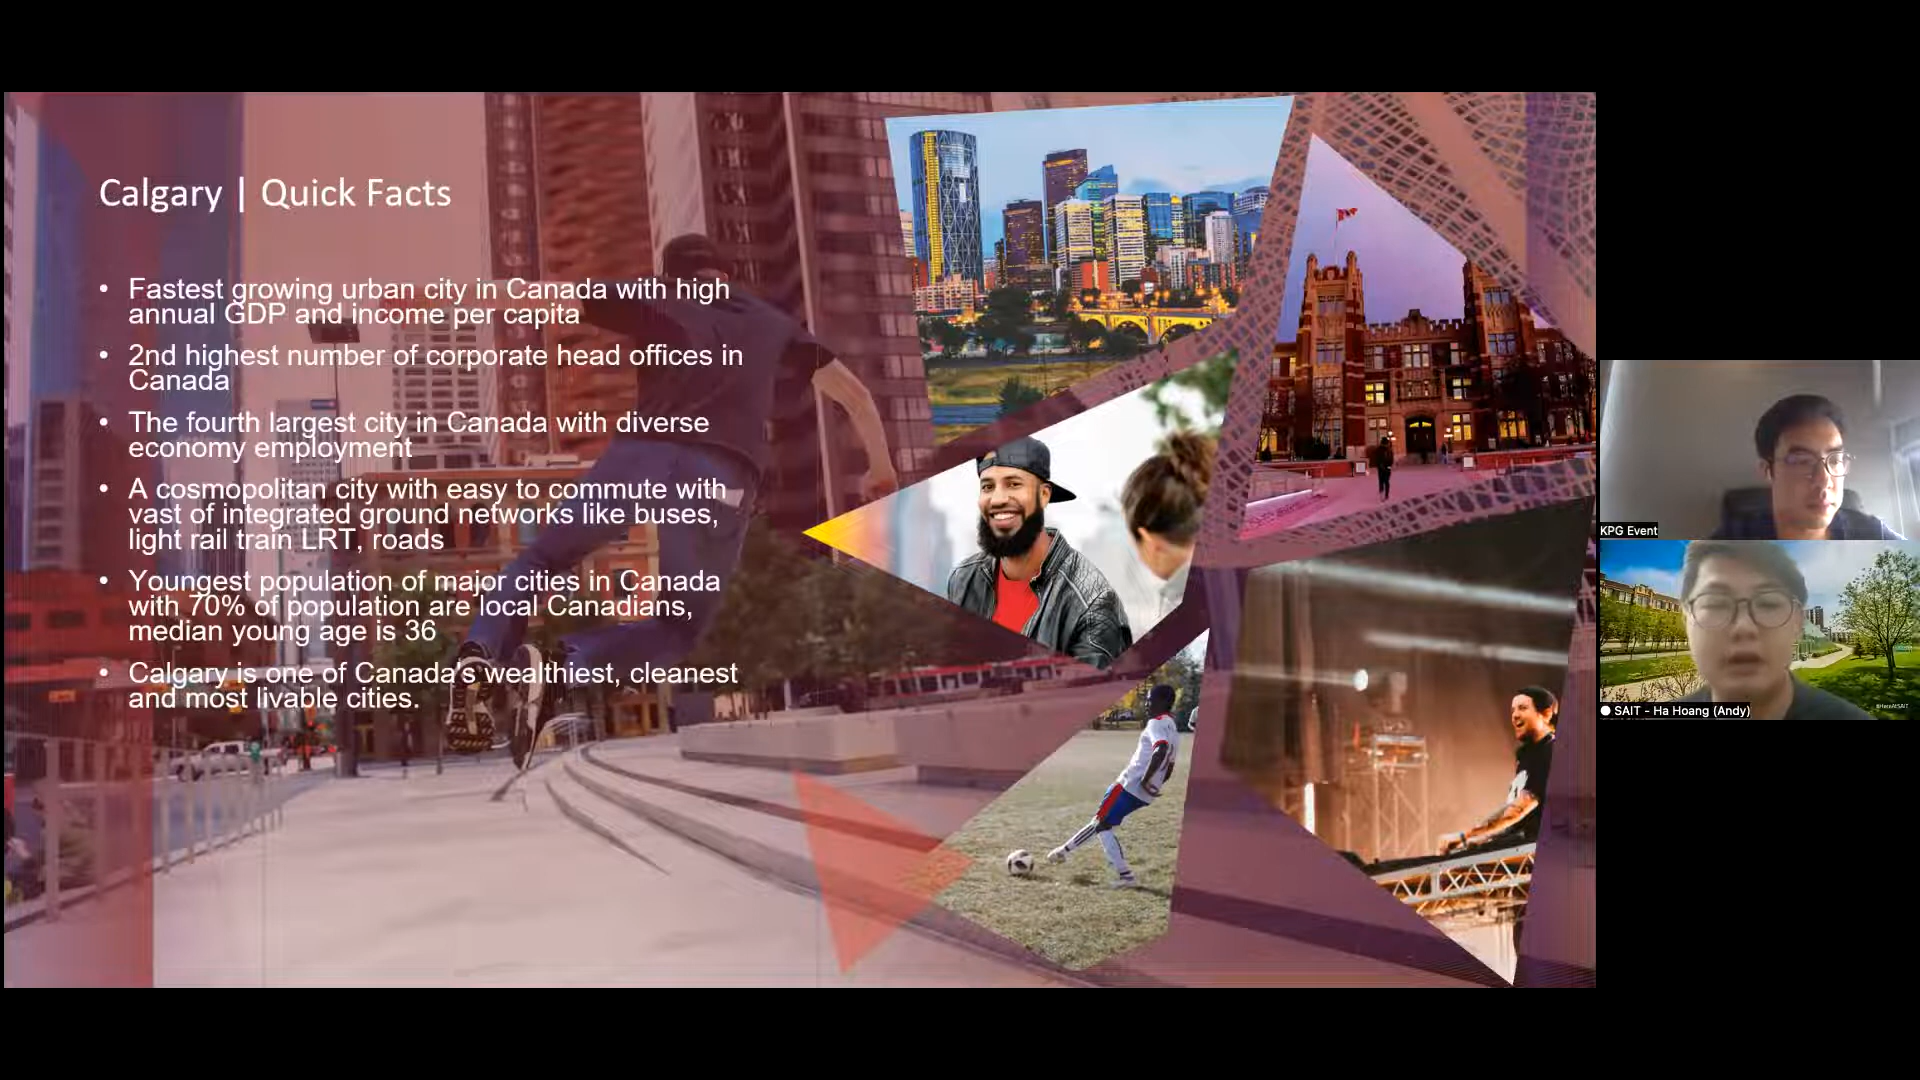 Calgary | Quick Facts
• Fastest growing urban city in Canada with high
annual GDP and income per capita
• 2nd highest number of corporate head offices in
Canada
• The fourth largest city in Canada with diverse
economy employment
• A cosmopolitan city with easy to commute with
vast of integrated ground networks like buses,
light rail train LRT, roads
• Youngest population of major cities in Canada
with 70% of population are local Canadians,
median young age is 36
• Calgary is one of Canada's wealthiest, cleanest
and most livable cities.
KPG Event
SAIT - Ha Hoang (Andy)
#HereAtSAIT